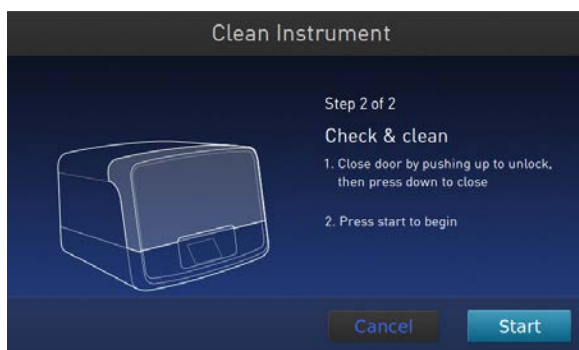 Clean Instrument
Step 2 of 2
Check & clean
1. Close door by pushing up to unlock,
then press down to close
2. Press start to begin
Cancel
Start